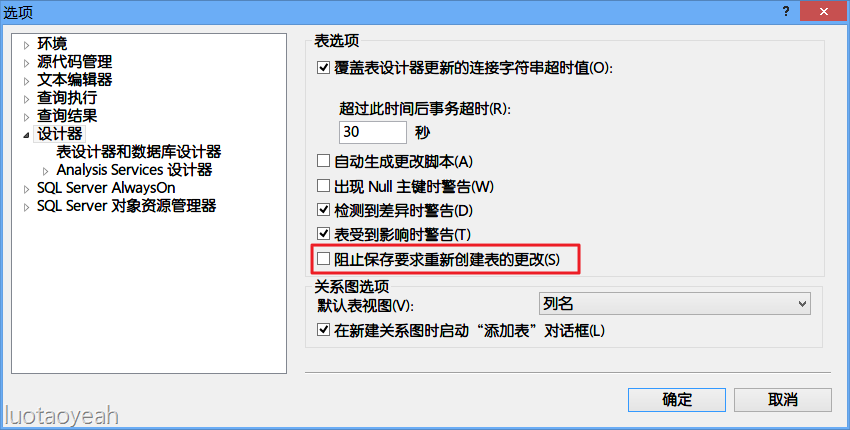 选项
?
环境
源代码管理
文本编辑器
查询执行
查询结果
设计器
表设计器和数据库设计器
Analysis Services 设计器
SQL Server AlwaysOn
SQL Server 对象资源管理器
表选项
覆盖表设计器更新的连接字符串超时值(O):
超过此时间后事务超时(R):
30 秒
自动生成更改脚本(A)
出现 Null 主键时警告(W)
检测到差异时警告(D)
表受到影响时警告(T)
阻止保存要求重新创建表的更改(S)
关系图选项
默认表视图(V): 列名
在新建关系图时启动“添加表”对话框(L)
确定 取消
luotaoyeah